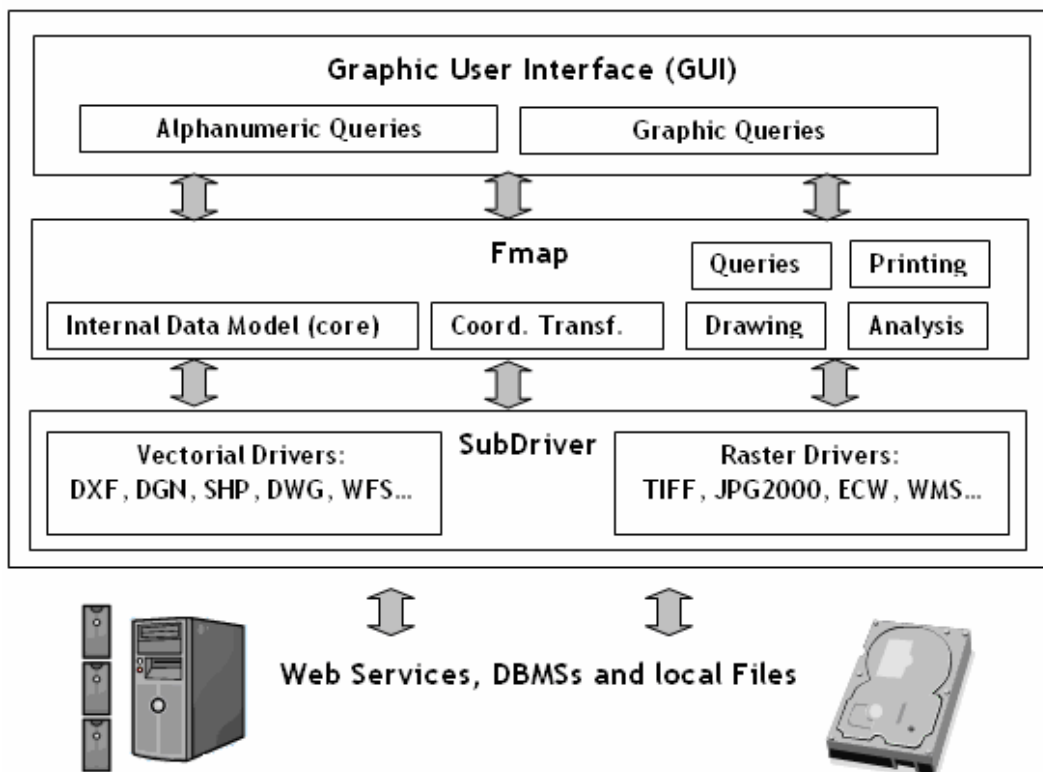 Graphic User Interface (GUI)
Alphanumeric Queries
Graphic Queries
Fmap
Queries
Printing
Internal Data Model (core)
Coord. Transf.
Drawing
Analysis
SubDriver
Vectorial Drivers:
DXF, DGN, SHP, DWG, WFS...
Raster Drivers:
TIFF, JPG2000, ECW, WMS...
Web Services, DBMSs and local Files